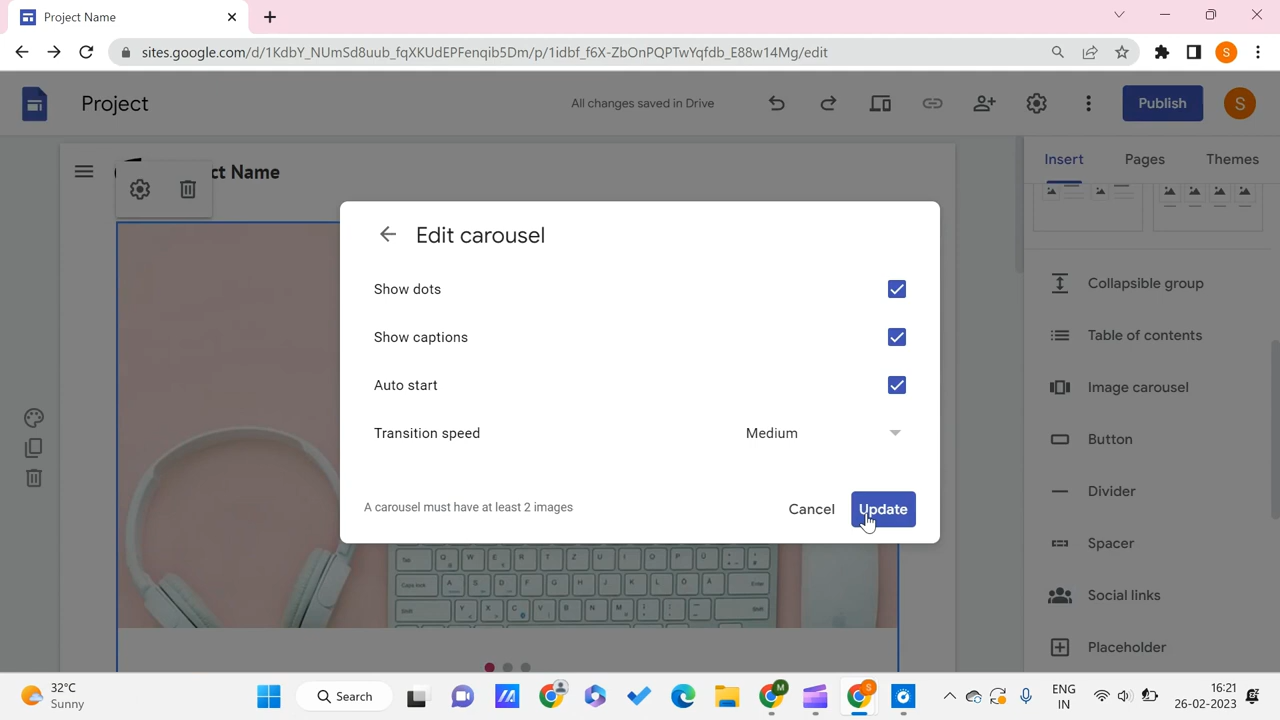 Project Name
sites.google.com/d/1KdbY_NUmSd8uub_fqXKUdEPFenqib5Dm/p/1idbf_f6X-ZbOnPQPTwYqfdb_E88w14Mg/edit
S
Project
All changes saved in Drive
Publish
S
ct Name
Insert
Pages
Themes
Edit carousel
Show dots
Show captions
Auto start
Transition speed
Medium
A carousel must have at least 2 images
Cancel
Update
Collapsible group
Table of contents
Image carousel
Button
Divider
Spacer
Social links
Placeholder
32°C
Sunny
Search
M
S
ENG
IN
16:21
26-02-2023